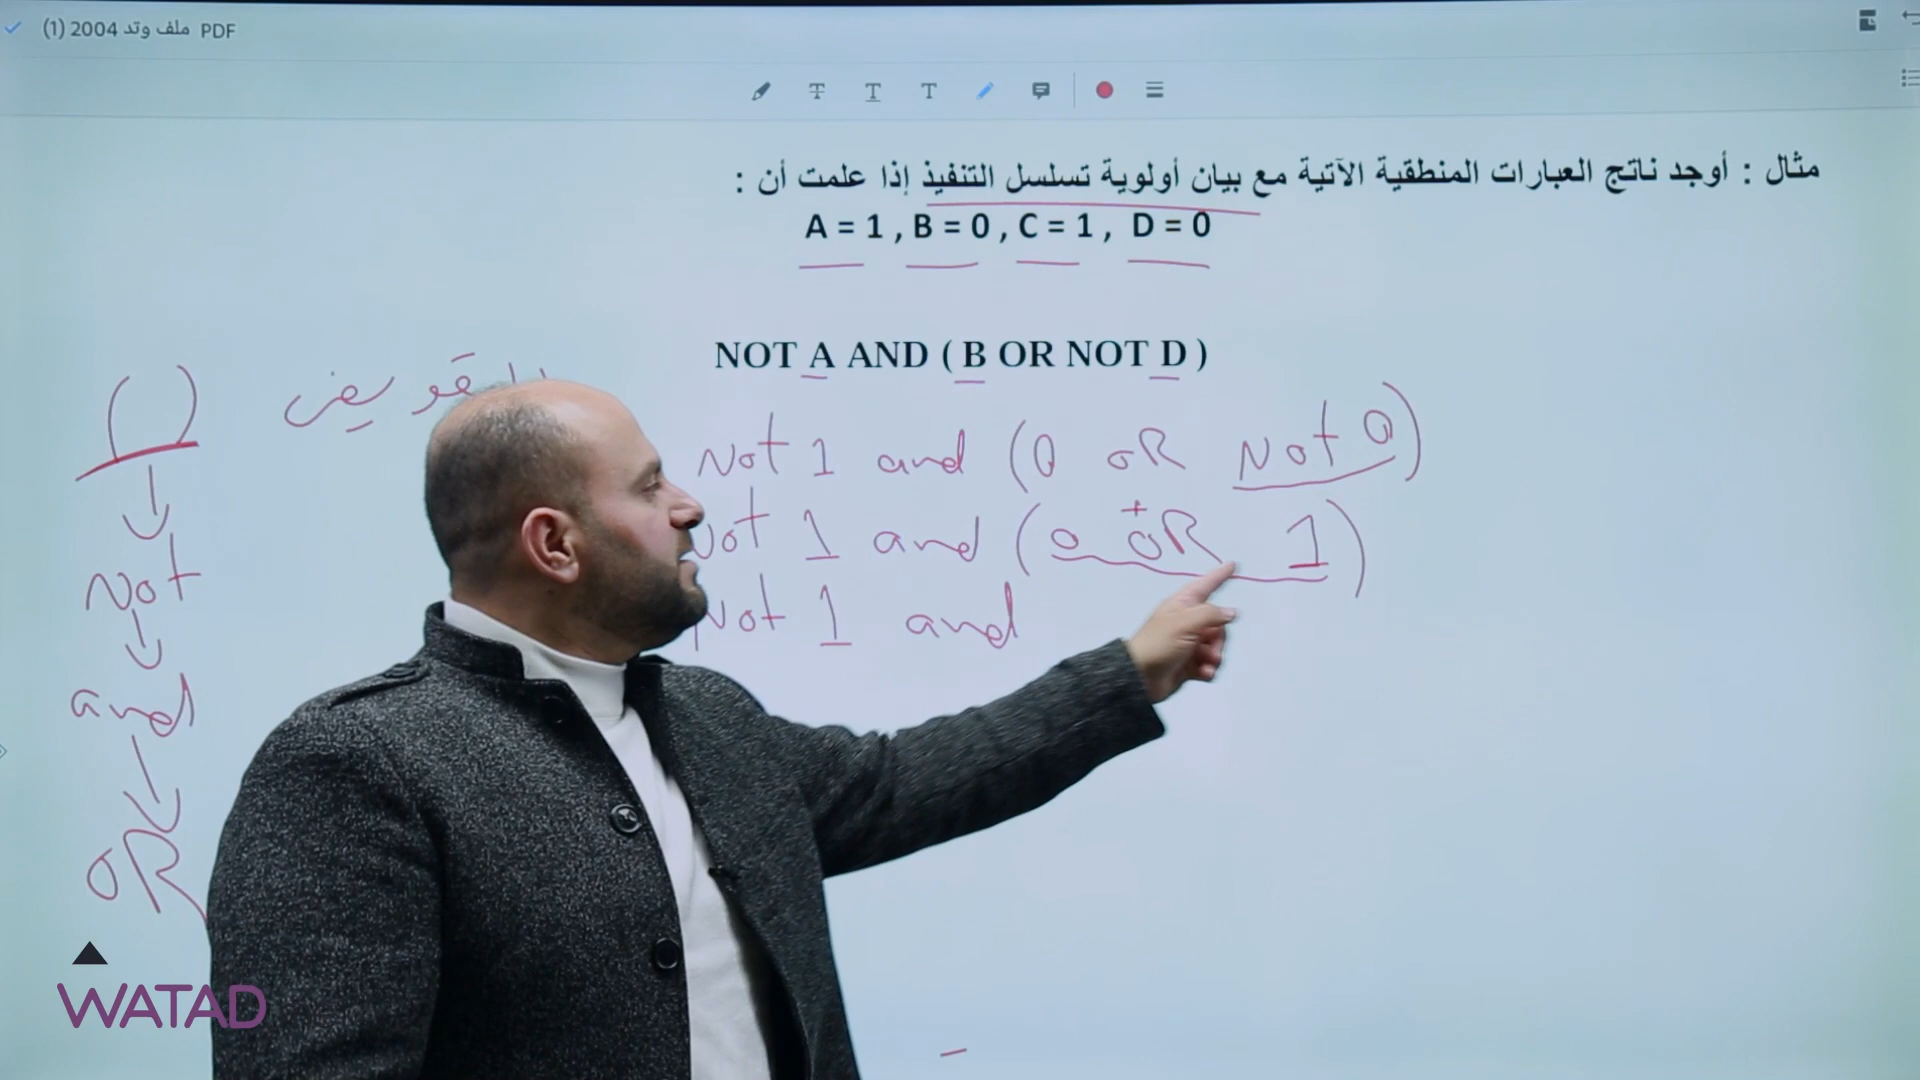 ملف وتد 2004 (1) PDF
مثال : أوجد ناتج العبارات المنطقية الآتية مع بيان أولوية تسلسل التنفيذ إذا علمت أن :
A = 1 , B = 0 , C = 1 , D = 0
NOT A AND ( B OR NOT D )
Not 1 and (0 oR Not 0)
Not 1 and (0 oR 1)
+
Not 1 and
( )
Not
and
oR
WATAD